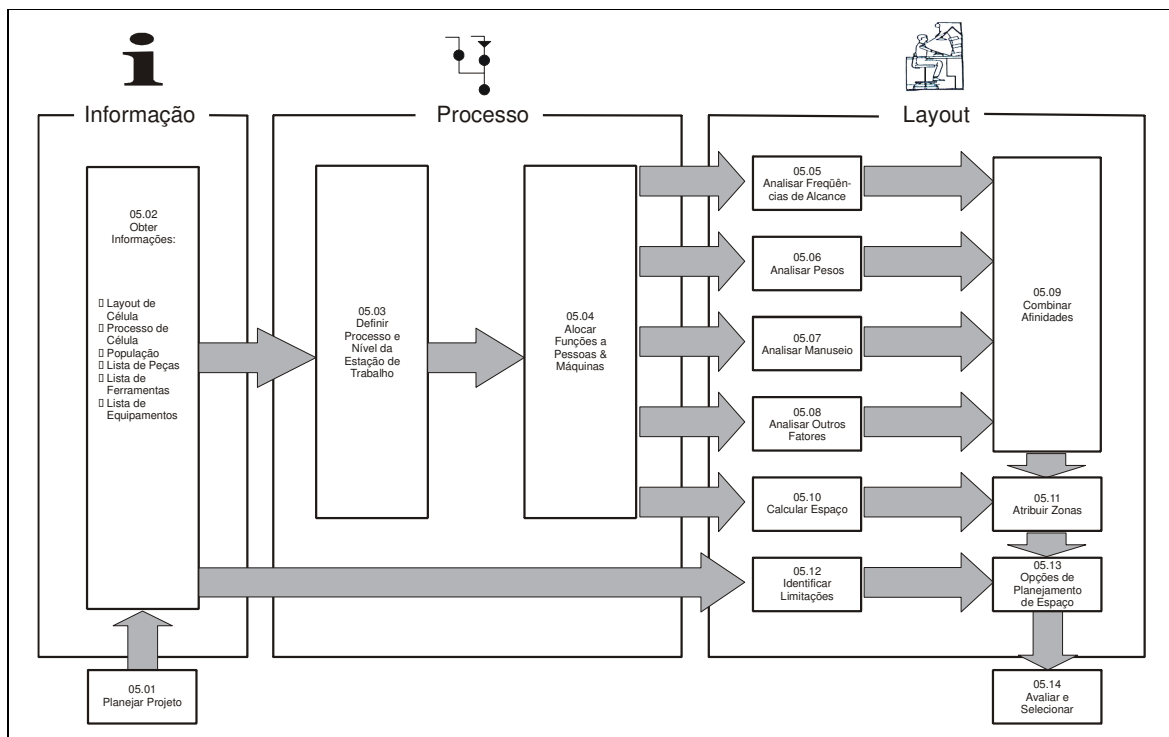 Informação
Processo
Layout
05.02
Obter
Informações:
Layout de
Célula
Processo de
Célula
População
Lista de Peças
Lista de
Ferramentas
Lista de
Equipamentos
05.01
Planejar Projeto
05.03
Definir
Processo e
Nível da
Estação de
Trabalho
05.04
Alocar
Funções a
Pessoas &
Máquinas
05.05
Analisar Freqüên-
cias de Alcance
05.06
Analisar Pesos
05.07
Analisar Manuseio
05.08
Analisar Outros
Fatores
05.09
Combinar
Afinidades
05.10
Calcular Espaço
05.11
Atribuir Zonas
05.12
Identificar
Limitações
05.13
Opções de
Planejamento
de Espaço
05.14
Avaliar e
Selecionar